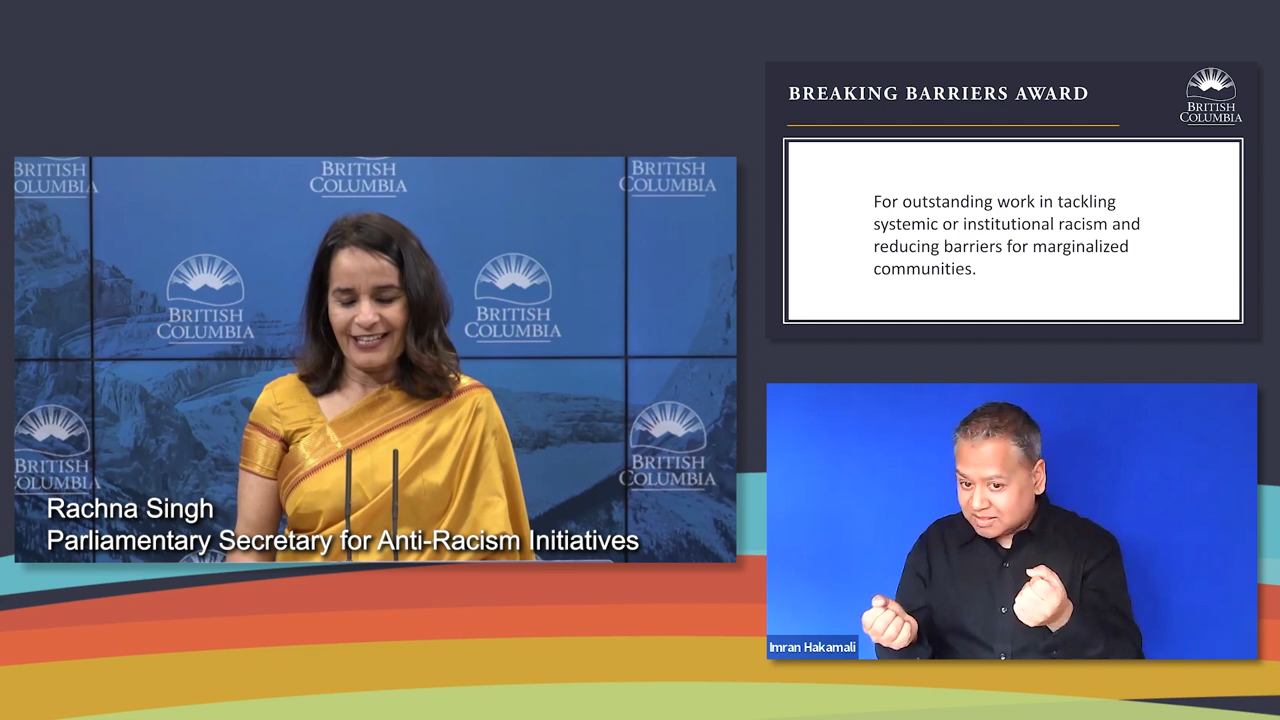 BREAKING BARRIERS AWARD
BRITISH
COLUMBIA
For outstanding work in tackling
systemic or institutional racism and
reducing barriers for marginalized
communities.
BRITISH
COLUMBIA
BRITISH
COLUMBIA
BRITISH
COLUMBIA
BRITISH
COLUMBIA
BRITISH
COLUMBIA
BRITISH
COLUMBIA
BRITISH
COLUMBIA
Rachna Singh
Parliamentary Secretary for Anti-Racism Initiatives
Imran Hakamali